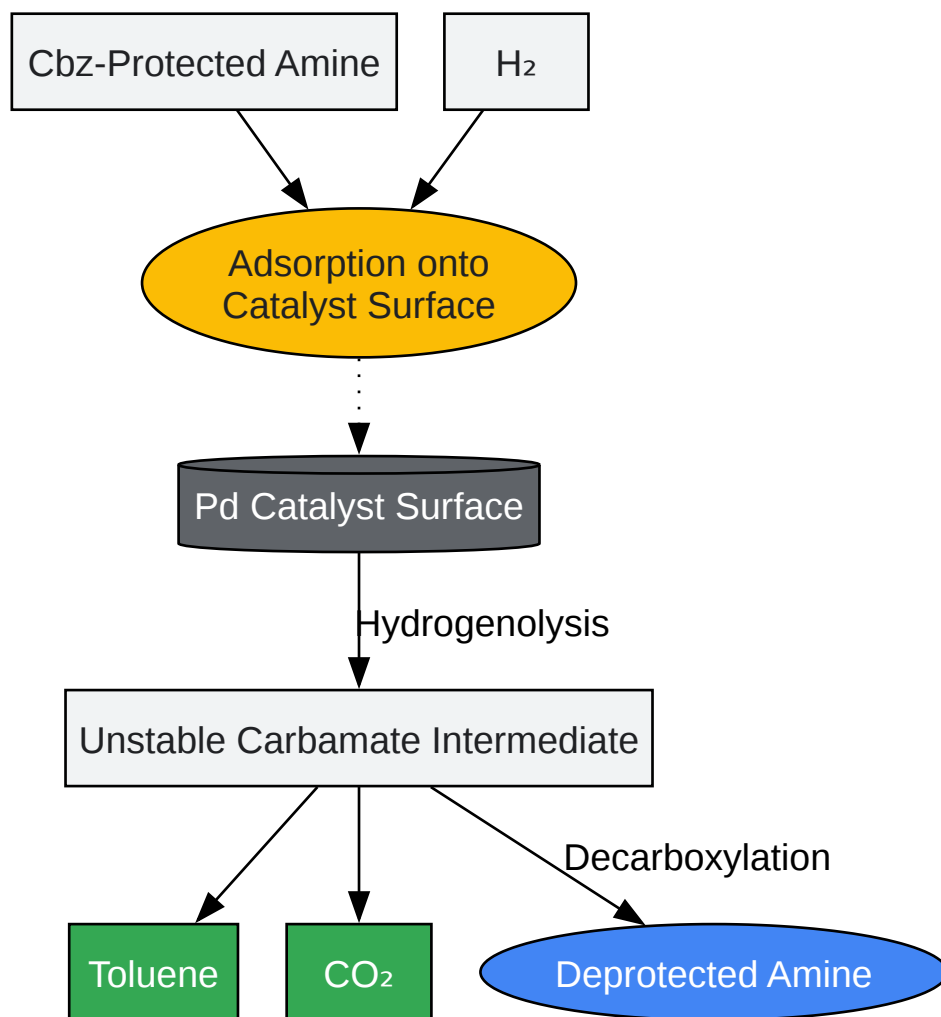 Cbz-Protected Amine
H₂
Adsorption onto
Catalyst Surface
Pd Catalyst Surface
Hydrogenolysis
Unstable Carbamate Intermediate
Decarboxylation
Toluene
CO₂
Deprotected Amine